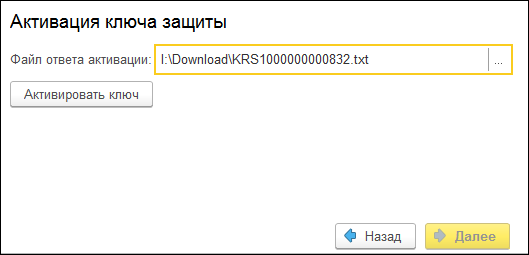 Активация ключа защиты
Файл ответа активации: I:\Download\KRS1000000000832.txt ...
Активировать ключ
Назад Далее